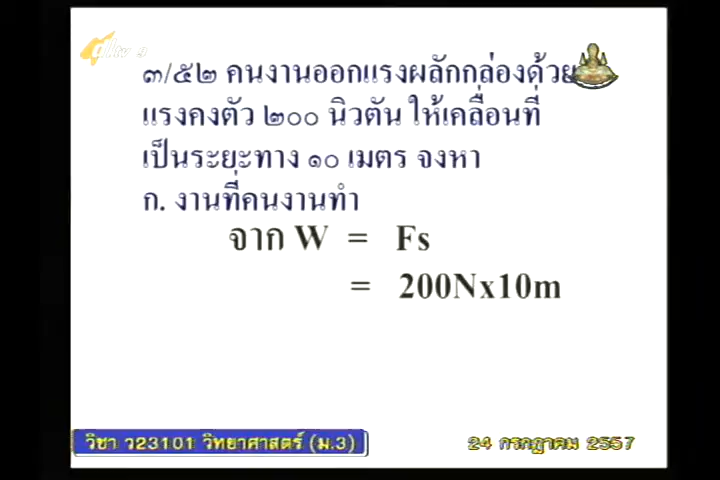 ๓/๕๒ คนงานออกแรงผลักกล่องด้วย
แรงคงตัว ๒๐๐ นิวตัน ให้เคลื่อนที่
เป็นระยะทาง ๑๐ เมตร จงหา
ก. งานที่คนงานทำ
จาก W = Fs
= 200Nx10m
วิชา ว23101 วิทยาศาสตร์ (ม.3)
24 กรกฎาคม 2557